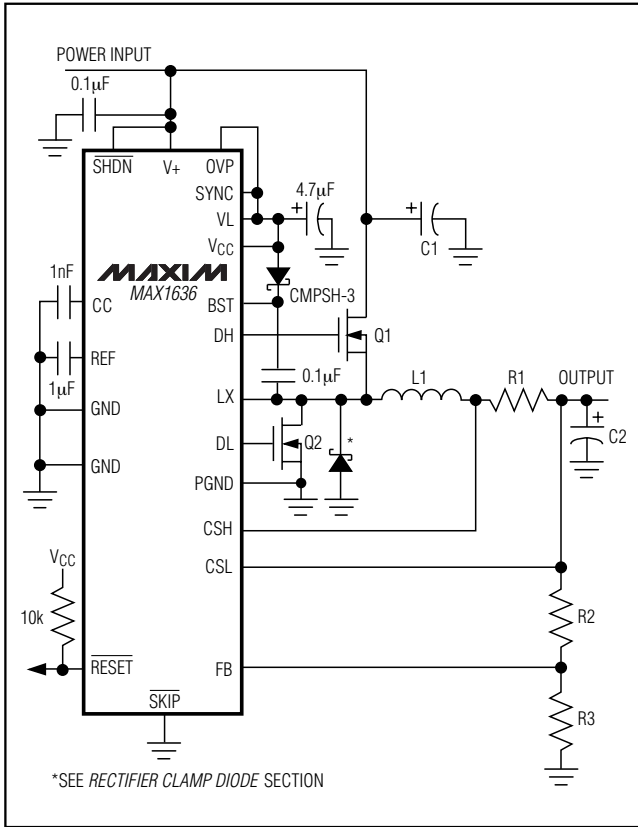 POWER INPUT
0.1µF
SHDN
V+
OVP
SYNC
VL
VCC
+
4.7µF
+
C1
MAXIM
MAX1636
1nF
CC
BST
CMPSH-3
DH
Q1
REF
1µF
0.1µF
LX
L1
R1
OUTPUT
+
C2
GND
DL
Q2
*
GND
PGND
CSH
CSL
VCC
10k
R2
RESET
FB
R3
SKIP
*SEE RECTIFIER CLAMP DIODE SECTION